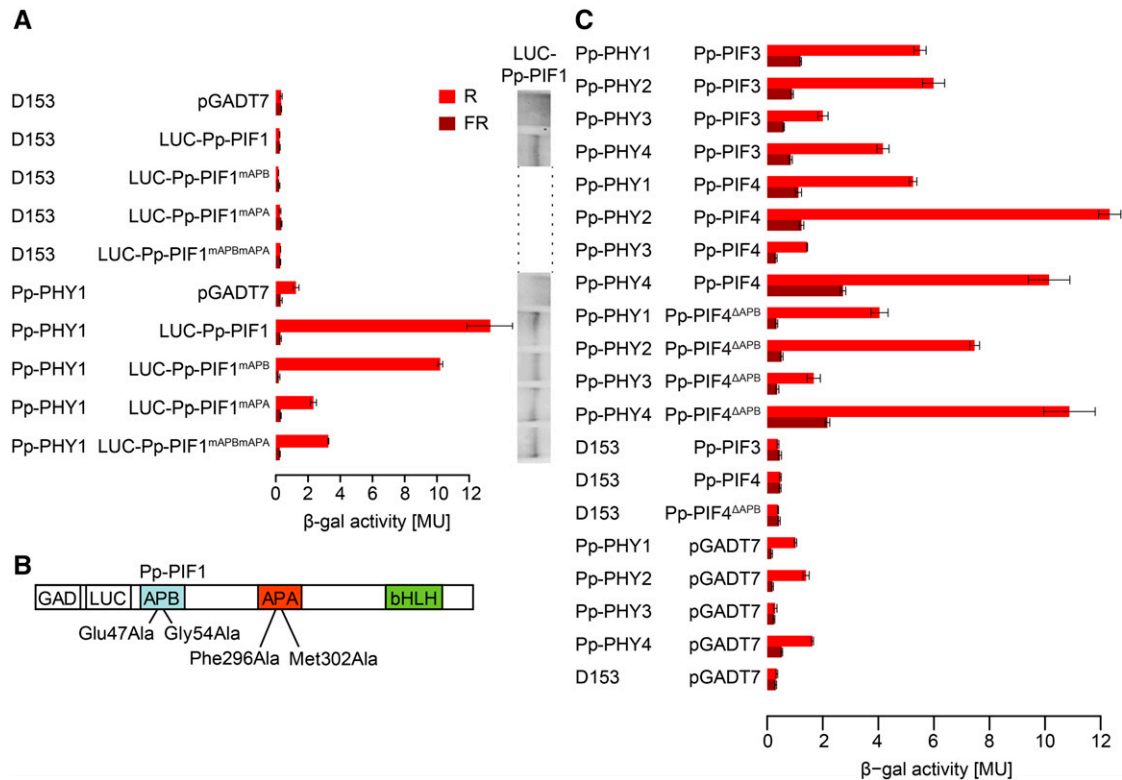 A
LUC-
Pp-PIF1
R
FR
D153 pGADT7
D153 LUC-Pp-PIF1
D153 LUC-Pp-PIF1mAPB
D153 LUC-Pp-PIF1mAPA
D153 LUC-Pp-PIF1mAPBmAPA
Pp-PHY1 pGADT7
Pp-PHY1 LUC-Pp-PIF1
Pp-PHY1 LUC-Pp-PIF1mAPB
Pp-PHY1 LUC-Pp-PIF1mAPA
Pp-PHY1 LUC-Pp-PIF1mAPBmAPA
0 2 4 6 8 10 12 14
β-gal activity [MU]
B
Pp-PIF1
GAD LUC APB APA bHLH
Glu47Ala Gly54Ala
Phe296Ala Met302Ala
C
Pp-PHY1 Pp-PIF3
Pp-PHY2 Pp-PIF3
Pp-PHY3 Pp-PIF3
Pp-PHY4 Pp-PIF3
Pp-PHY1 Pp-PIF4
Pp-PHY2 Pp-PIF4
Pp-PHY3 Pp-PIF4
Pp-PHY4 Pp-PIF4
Pp-PHY1 Pp-PIF4ΔAPB
Pp-PHY2 Pp-PIF4ΔAPB
Pp-PHY3 Pp-PIF4ΔAPB
Pp-PHY4 Pp-PIF4ΔAPB
D153 Pp-PIF3
D153 Pp-PIF4
D153 Pp-PIF4ΔAPB
Pp-PHY1 pGADT7
Pp-PHY2 pGADT7
Pp-PHY3 pGADT7
Pp-PHY4 pGADT7
D153 pGADT7
0 2 4 6 8 10 12
β−gal activity [MU]